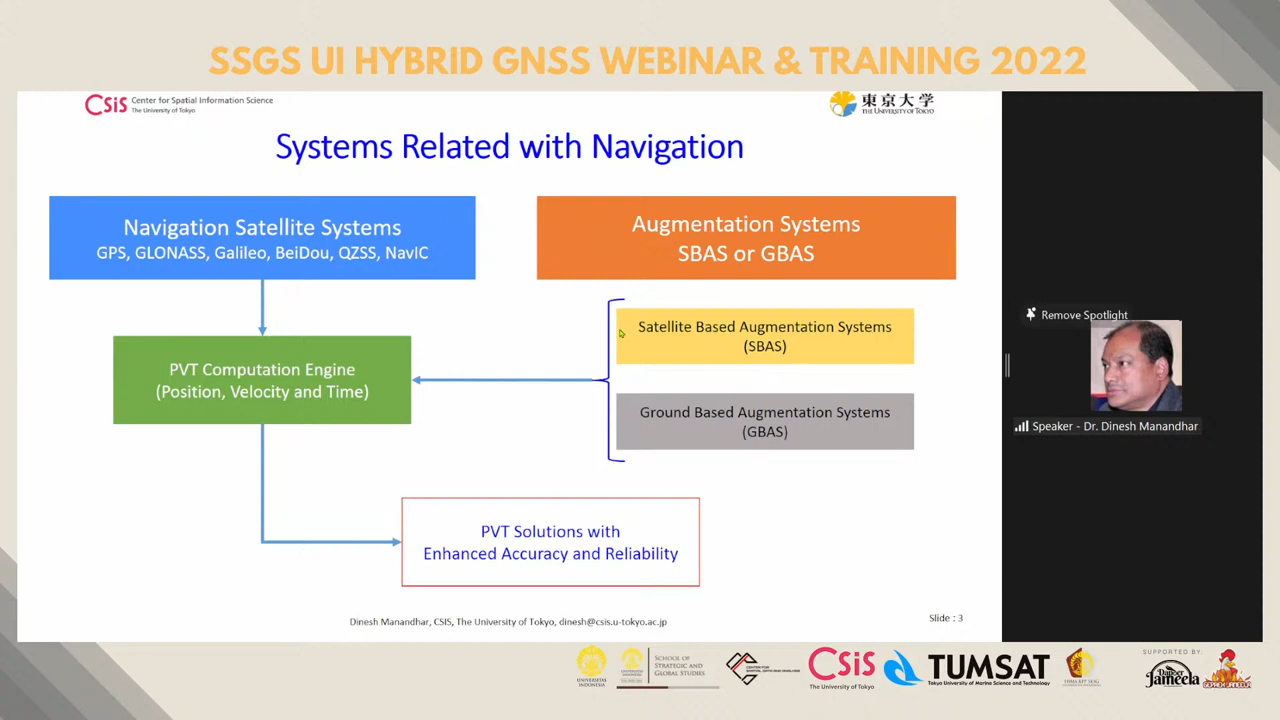 SSGS UI HYBRID GNSS WEBINAR & TRAINING 2022
CSiS Center for Spatial Information Science
The University of Tokyo
東京大学
THE UNIVERSITY OF TOKYO
Systems Related with Navigation
Navigation Satellite Systems
GPS, GLONASS, Galileo, BeiDou, QZSS, NavIC
Augmentation Systems
SBAS or GBAS
Satellite Based Augmentation Systems
(SBAS)
PVT Computation Engine
(Position, Velocity and Time)
Ground Based Augmentation Systems
(GBAS)
PVT Solutions with
Enhanced Accuracy and Reliability
Dinesh Manandhar, CSIS, The University of Tokyo, dinesh@csis.u-tokyo.ac.jp
Slide : 3
Remove Spotlight
Speaker - Dr. Dinesh Manandhar
UNIVERSITAS
INDONESIA
SCHOOL OF
STRATEGIC AND
GLOBAL STUDIES
CSiS
The University of Tokyo
TUMSAT
Tokyo University of Marine Science and Technology
SUPPORTED BY:
Dapoer
Jameela